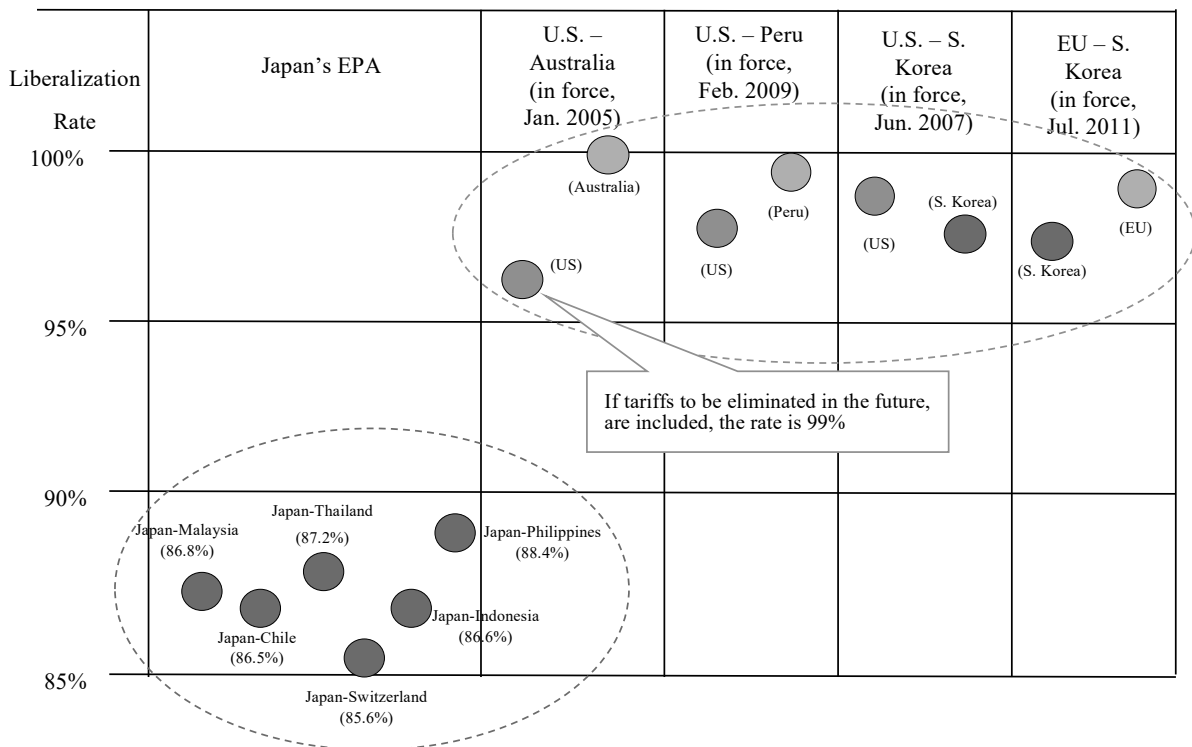 Liberalization
Rate
Japan’s EPA
U.S. –
Australia
(in force,
Jan. 2005)
U.S. – Peru
(in force,
Feb. 2009)
U.S. – S.
Korea
(in force,
Jun. 2007)
EU – S.
Korea
(in force,
Jul. 2011)
100%
(Australia)
(US)
(Peru)
(US)
(S. Korea)
(US)
(EU)
(S. Korea)
95%
If tariffs to be eliminated in the future,
are included, the rate is 99%
90%
Japan-Malaysia
(86.8%)
Japan-Thailand
(87.2%)
Japan-Philippines
(88.4%)
Japan-Chile
(86.5%)
Japan-Indonesia
(86.6%)
85%
Japan-Switzerland
(85.6%)